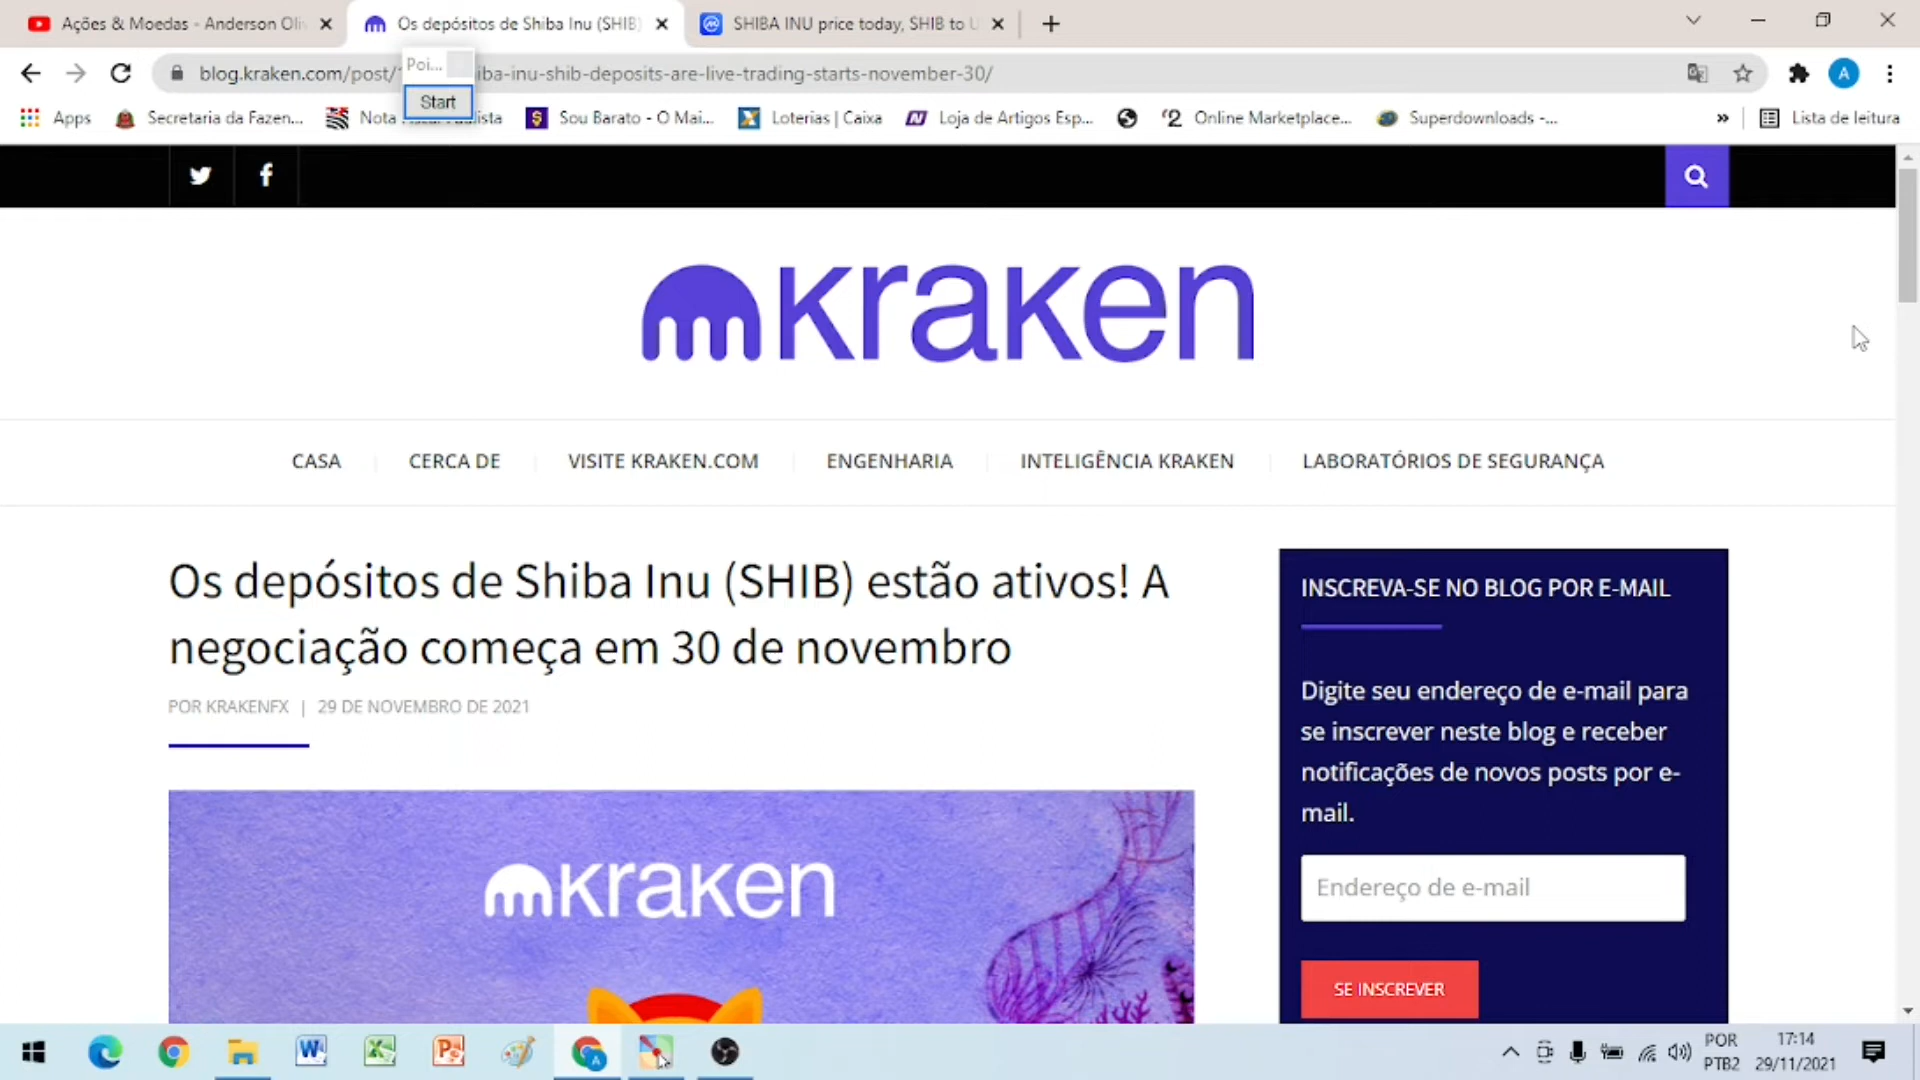 Ações & Moedas - Anderson Oli
Os depósitos de Shiba Inu (SHIB)
SHIBA INU price today, SHIB to U
blog.kraken.com/post/
iba-inu-shib-deposits-are-live-trading-starts-november-30/
Poi...
Start
Apps
Secretaria da Fazen...
Nota Fiscal Paulista
Sou Barato - O Mai...
Loterias | Caixa
Loja de Artigos Esp...
Online Marketplace...
Superdownloads -...
»
Lista de leitura
kraken
CASA
CERCA DE
VISITE KRAKEN.COM
ENGENHARIA
INTELIGÊNCIA KRAKEN
LABORATÓRIOS DE SEGURANÇA
Os depósitos de Shiba Inu (SHIB) estão ativos! A
negociação começa em 30 de novembro
POR KRAKENFX | 29 DE NOVEMBRO DE 2021
kraken
INSCREVA-SE NO BLOG POR E-MAIL
Digite seu endereço de e-mail para
se inscrever neste blog e receber
notificações de novos posts por e-
mail.
Endereço de e-mail
SE INSCREVER
POR
PTB2
17:14
29/11/2021